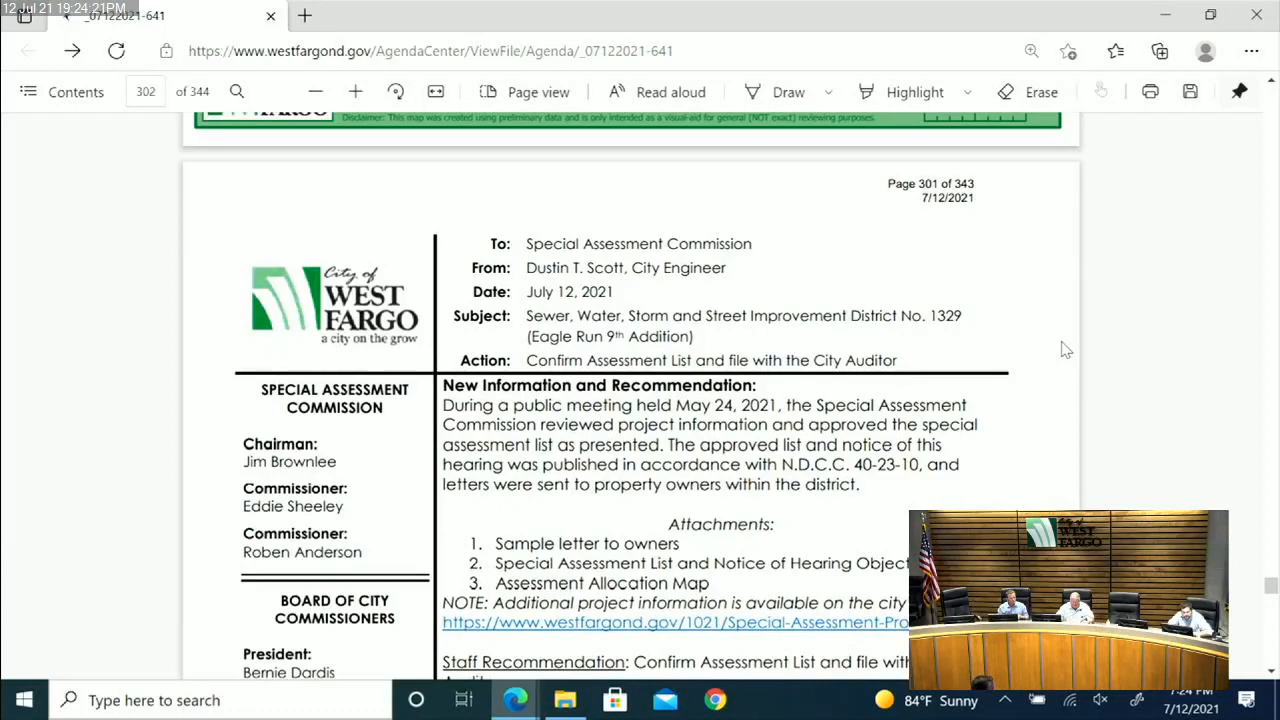 12 Jul 21 19:24:21PM
_07122021-641
https://www.westfargond.gov/AgendaCenter/ViewFile/Agenda/_07122021-641
Contents 302 of 344 Page view Read aloud Draw Highlight Erase
FARGO Disclaimer: This map was created using preliminary data and is only intended as a visual-aid for general (NOT exact) reviewing purposes.
Page 301 of 343
7/12/2021
City of
WEST
FARGO
a city on the grow
To: Special Assessment Commission
From: Dustin T. Scott, City Engineer
Date: July 12, 2021
Subject: Sewer, Water, Storm and Street Improvement District No. 1329
(Eagle Run 9th Addition)
Action: Confirm Assessment List and file with the City Auditor
SPECIAL ASSESSMENT
COMMISSION
Chairman:
Jim Brownlee
Commissioner:
Eddie Sheeley
Commissioner:
Roben Anderson
BOARD OF CITY
COMMISSIONERS
President:
Bernie Dardis
New Information and Recommendation:
During a public meeting held May 24, 2021, the Special Assessment
Commission reviewed project information and approved the special
assessment list as presented. The approved list and notice of this
hearing was published in accordance with N.D.C.C. 40-23-10, and
letters were sent to property owners within the district.
Attachments:
1. Sample letter to owners
2. Special Assessment List and Notice of Hearing Object
3. Assessment Allocation Map
NOTE: Additional project information is available on the city
https://www.westfargond.gov/1021/Special-Assessment-Pro
Staff Recommendation: Confirm Assessment List and file with
City of
WEST
FARGO
Type here to search
84°F Sunny
7:24 PM
7/12/2021